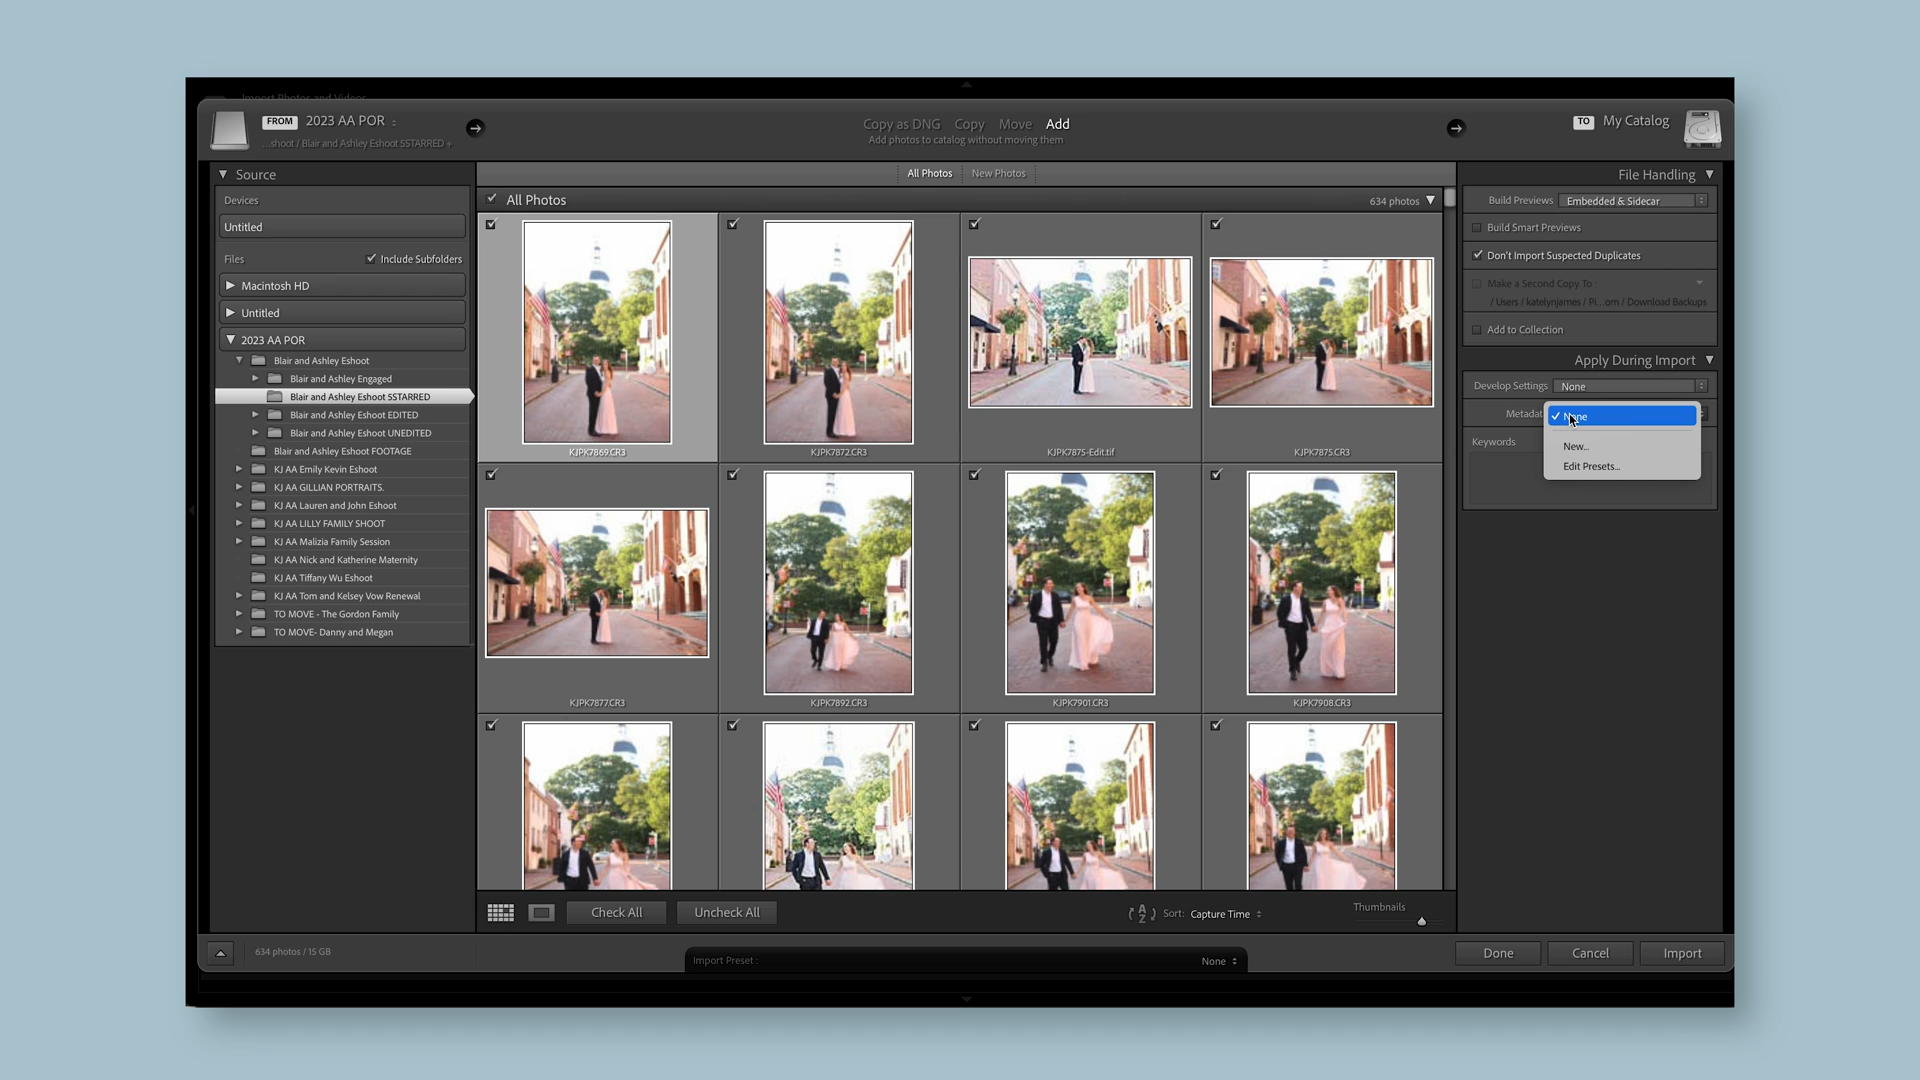 Import Photos and Videos
FROM 2023 AA POR
...shoot / Blair and Ashley Eshoot 5STARRED +
Copy as DNG Copy Move Add
Add photos to catalog without moving them
TO My Catalog
Source
Devices
Untitled
Files Include Subfolders
Macintosh HD
Untitled
2023 AA POR
Blair and Ashley Eshoot
Blair and Ashley Engaged
Blair and Ashley Eshoot 5STARRED
Blair and Ashley Eshoot EDITED
Blair and Ashley Eshoot UNEDITED
Blair and Ashley Eshoot FOOTAGE
KJ AA Emily Kevin Eshoot
KJ AA GILLIAN PORTRAITS.
KJ AA Lauren and John Eshoot
KJ AA LILLY FAMILY SHOOT
KJ AA Malizia Family Session
KJ AA Nick and Katherine Maternity
KJ AA Tiffany Wu Eshoot
KJ AA Tom and Kelsey Vow Renewal
TO MOVE - The Gordon Family
TO MOVE- Danny and Megan
All Photos New Photos
All Photos 634 photos
KJPK7869.CR3
KJPK7872.CR3
KJPK7875-Edit.tif
KJPK7875.CR3
KJPK7877.CR3
KJPK7892.CR3
KJPK7901.CR3
KJPK7908.CR3
Check All Uncheck All
A
Z
Sort: Capture Time
Thumbnails
File Handling
Build Previews Embedded & Sidecar
Build Smart Previews
Don't Import Suspected Duplicates
Make a Second Copy To :
/ Users / katelynjames / Pi...om / Download Backups
Add to Collection
Apply During Import
Develop Settings None
Metadat
None
New...
Edit Presets...
Keywords
634 photos / 15 GB
Import Preset : None
Done Cancel Import